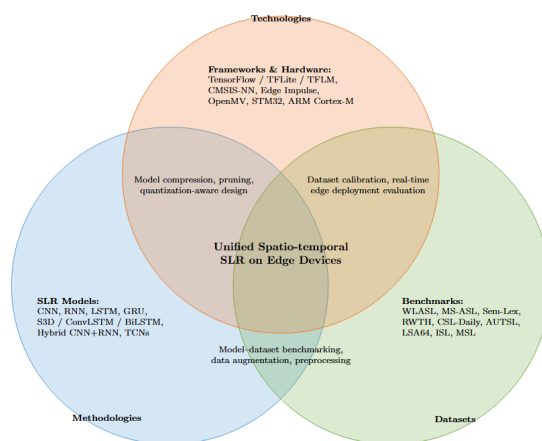 Technologies
Frameworks & Hardware:
TensorFlow / TFLite / TFLM,
CMSIS-NN, Edge Impulse,
OpenMV, STM32, ARM Cortex-M
Model compression, pruning,
quantization-aware design
Dataset calibration, real-time
edge deployment evaluation
Unified Spatio-temporal
SLR on Edge Devices
SLR Models:
CNN, RNN, LSTM, GRU,
S3D / ConvLSTM / BiLSTM,
Hybrid CNN+RNN, TCNs
Benchmarks:
WLASL, MS-ASL, Sem-Lex,
RWTH, CSL-Daily, AUTSL,
LSA64, ISL, MSL
Model-dataset benchmarking,
data augmentation, preprocessing
Methodologies
Datasets